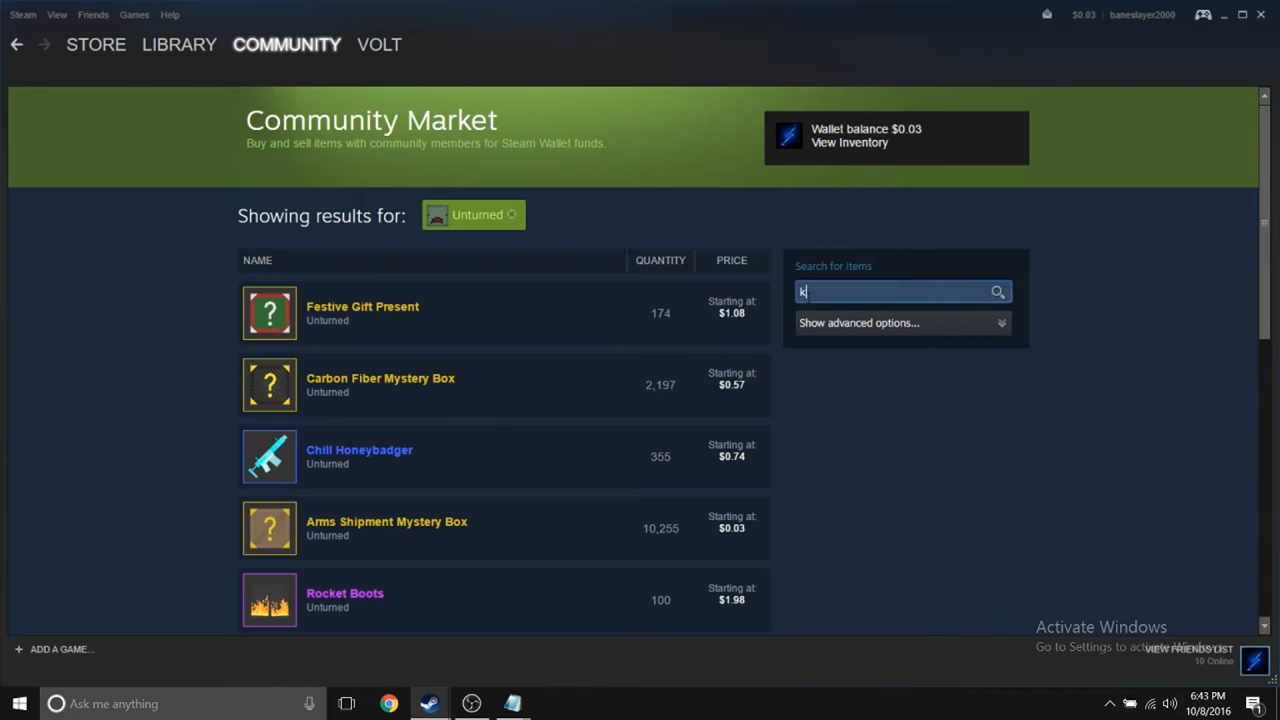 Steam View Friends Games Help
$0.03 | baneslayer2000
STORE LIBRARY COMMUNITY VOLT
Community Market
Buy and sell items with community members for Steam Wallet funds.
Wallet balance $0.03
View Inventory
Showing results for: Unturned
NAME QUANTITY PRICE
Search for Items
k
Show advanced options...
Festive Gift Present
Unturned
174
Starting at:
$1.08
Carbon Fiber Mystery Box
Unturned
2,197
Starting at:
$0.57
Chill Honeybadger
Unturned
355
Starting at:
$0.74
Arms Shipment Mystery Box
Unturned
10,255
Starting at:
$0.03
Rocket Boots
Unturned
100
Starting at:
$1.98
Activate Windows
Go to Settings to activate Windows.
+ ADD A GAME...
VIEW FRIENDS LIST
10 Online
Ask me anything
6:43 PM
10/8/2016
1